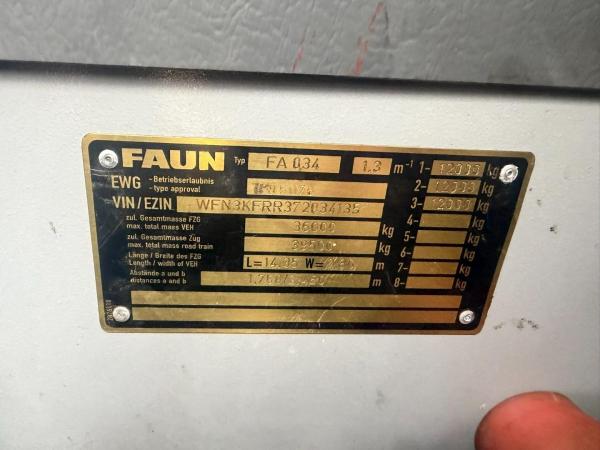 FAUN Typ FA 034 1,3 m-1 1- 12000 kg
EWG - Betriebserlaubnis - type approval 2- 12000 kg
VIN/EZIN WFN3KFRR372034135 3- 12000 kg
zul. Gesamtmasse FZG 36000 kg 4- kg
max. total mass VEH
zul. Gesamtmasse Zug kg 5- kg
max. total mass road train 6- kg
Länge / Breite des FZG L= W= m 7- m
Length / width of VEH
Abstände a und b m 8- kg
distances a and b